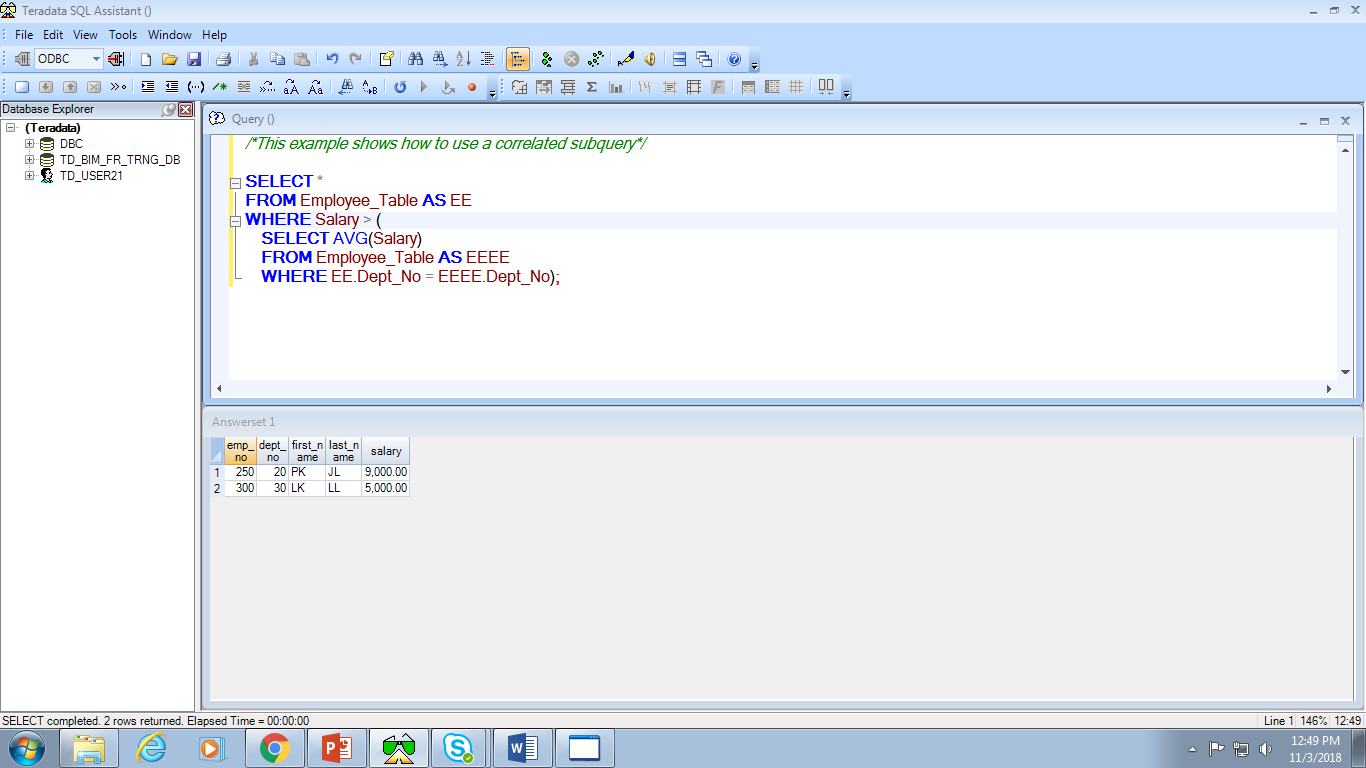 Teradata SQL Assistant ()
File Edit View Tools Window Help
ODBC
Database Explorer
(Teradata)
DBC
TD_BIM_FR_TRNG_DB
TD_USER21
Query ()
/*This example shows how to use a correlated subquery*/
SELECT *
FROM Employee_Table AS EE
WHERE Salary > (
SELECT AVG(Salary)
FROM Employee_Table AS EEEE
WHERE EE.Dept_No = EEEE.Dept_No);
Answerset 1
emp_no dept_no first_name last_name salary
1 250 20 PK JL 9,000.00
2 300 30 LK LL 5,000.00
SELECT completed. 2 rows returned. Elapsed Time = 00:00:00
Line 1 146% 12:49
12:49 PM
11/3/2018